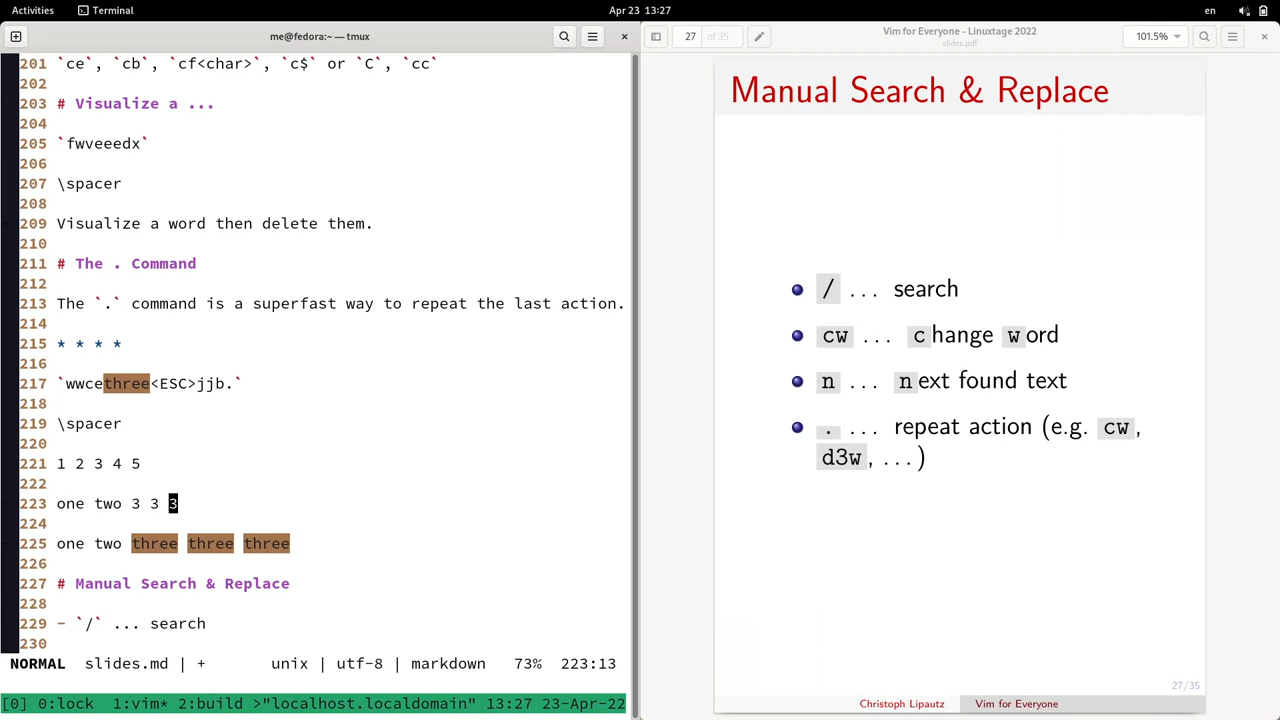 Activities Terminal Apr 23 13:27 en
me@fedora:~ — tmux
201 `ce`, `cb`, `cf<char>`, `c$` or `C`, `cc`
202
203 # Visualize a ...
204
205 `fwveeedx`
206
207 \spacer
208
209 Visualize a word then delete them.
210
211 # The . Command
212
213 The `.` command is a superfast way to repeat the last action.
214
215 * * * *
216
217 `wwcethree<ESC>jjb.`
218
219 \spacer
220
221 1 2 3 4 5
222
223 one two 3 3 3
224
225 one two three three three
226
227 # Manual Search & Replace
228
229 - `/` ... search
230
NORMAL slides.md | + unix | utf-8 | markdown 73% 223:13
[0] 0:lock 1:vim* 2:build >"localhost.localdomain" 13:27 23-Apr-22
27 of 35
Vim for Everyone - Linuxtage 2022
slides.pdf
101.5%
Manual Search & Replace
/ ... search
cw ... change word
n ... next found text
. ... repeat action (e.g. cw,
d3w, ...)
27/35
Christoph Lipautz Vim for Everyone